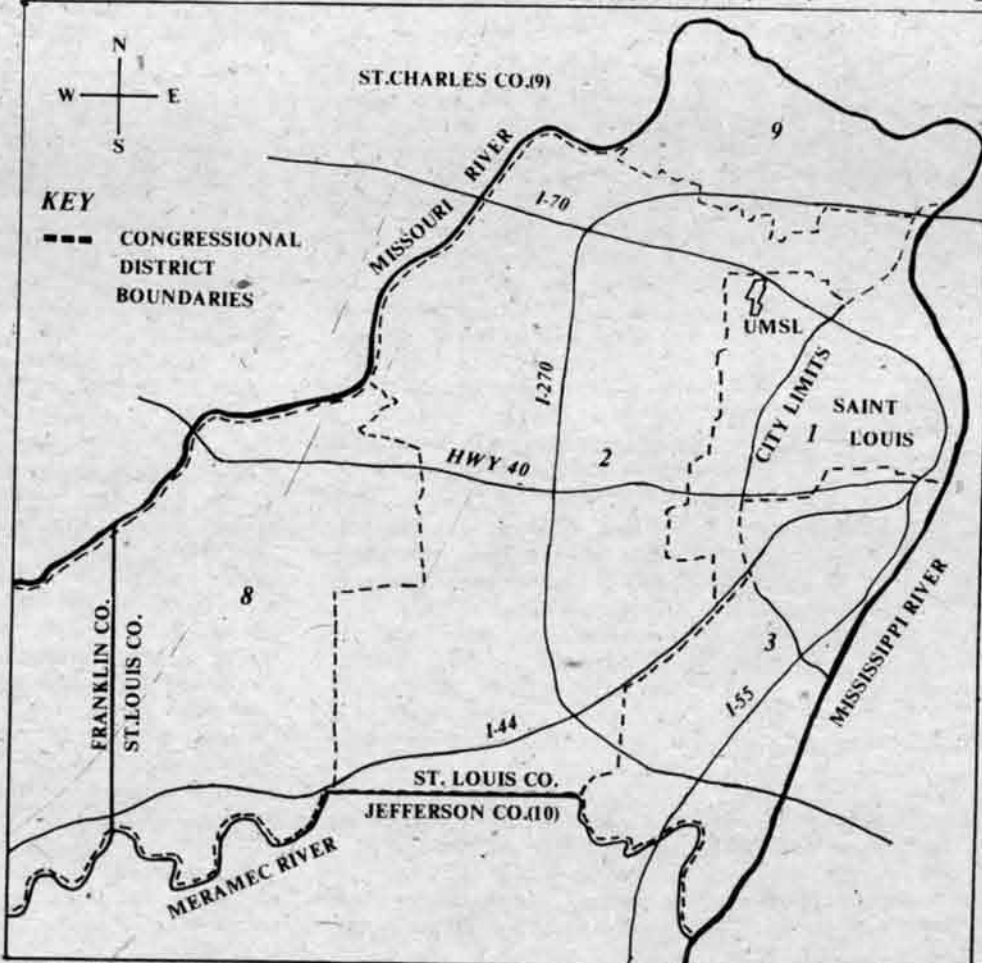 N
W E
S
KEY
CONGRESSIONAL
DISTRICT
BOUNDARIES
ST.CHARLES CO.(9)
MISSOURI RIVER
9
I-70
UMSL
I-270
CITY LIMITS
SAINT
LOUIS
1
HWY 40
2
8
3
FRANKLIN CO.
ST.LOUIS CO.
MISSISSIPPI RIVER
I-55
I-44
ST. LOUIS CO.
JEFFERSON CO.(10)
MERAMEC RIVER